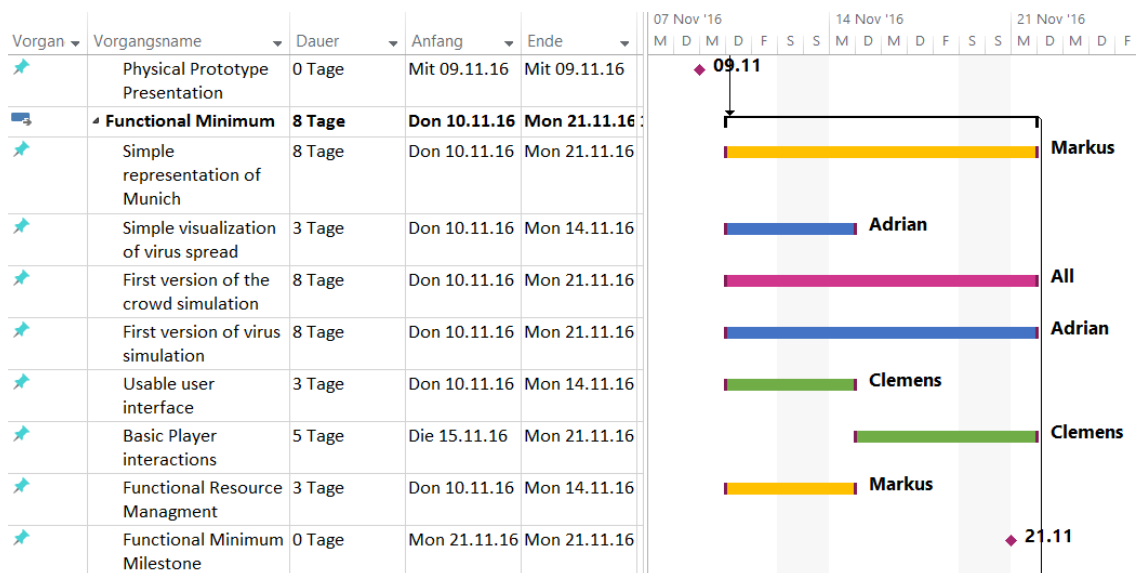 07 Nov '16 14 Nov '16 21 Nov '16
Vorgan Vorgangsname Dauer Anfang Ende M D M D F S S M D M D F S S M D M D F
Physical Prototype 0 Tage Mit 09.11.16 Mit 09.11.16 09.11
Presentation
Functional Minimum 8 Tage Don 10.11.16 Mon 21.11.16
Simple 8 Tage Don 10.11.16 Mon 21.11.16 Markus
representation of
Munich
Simple visualization 3 Tage Don 10.11.16 Mon 14.11.16 Adrian
of virus spread
First version of the 8 Tage Don 10.11.16 Mon 21.11.16 All
crowd simulation
First version of virus 8 Tage Don 10.11.16 Mon 21.11.16 Adrian
simulation
Usable user 3 Tage Don 10.11.16 Mon 14.11.16 Clemens
interface
Basic Player 5 Tage Die 15.11.16 Mon 21.11.16 Clemens
interactions
Functional Resource 3 Tage Don 10.11.16 Mon 14.11.16 Markus
Managment
Functional Minimum 0 Tage Mon 21.11.16 Mon 21.11.16 21.11
Milestone